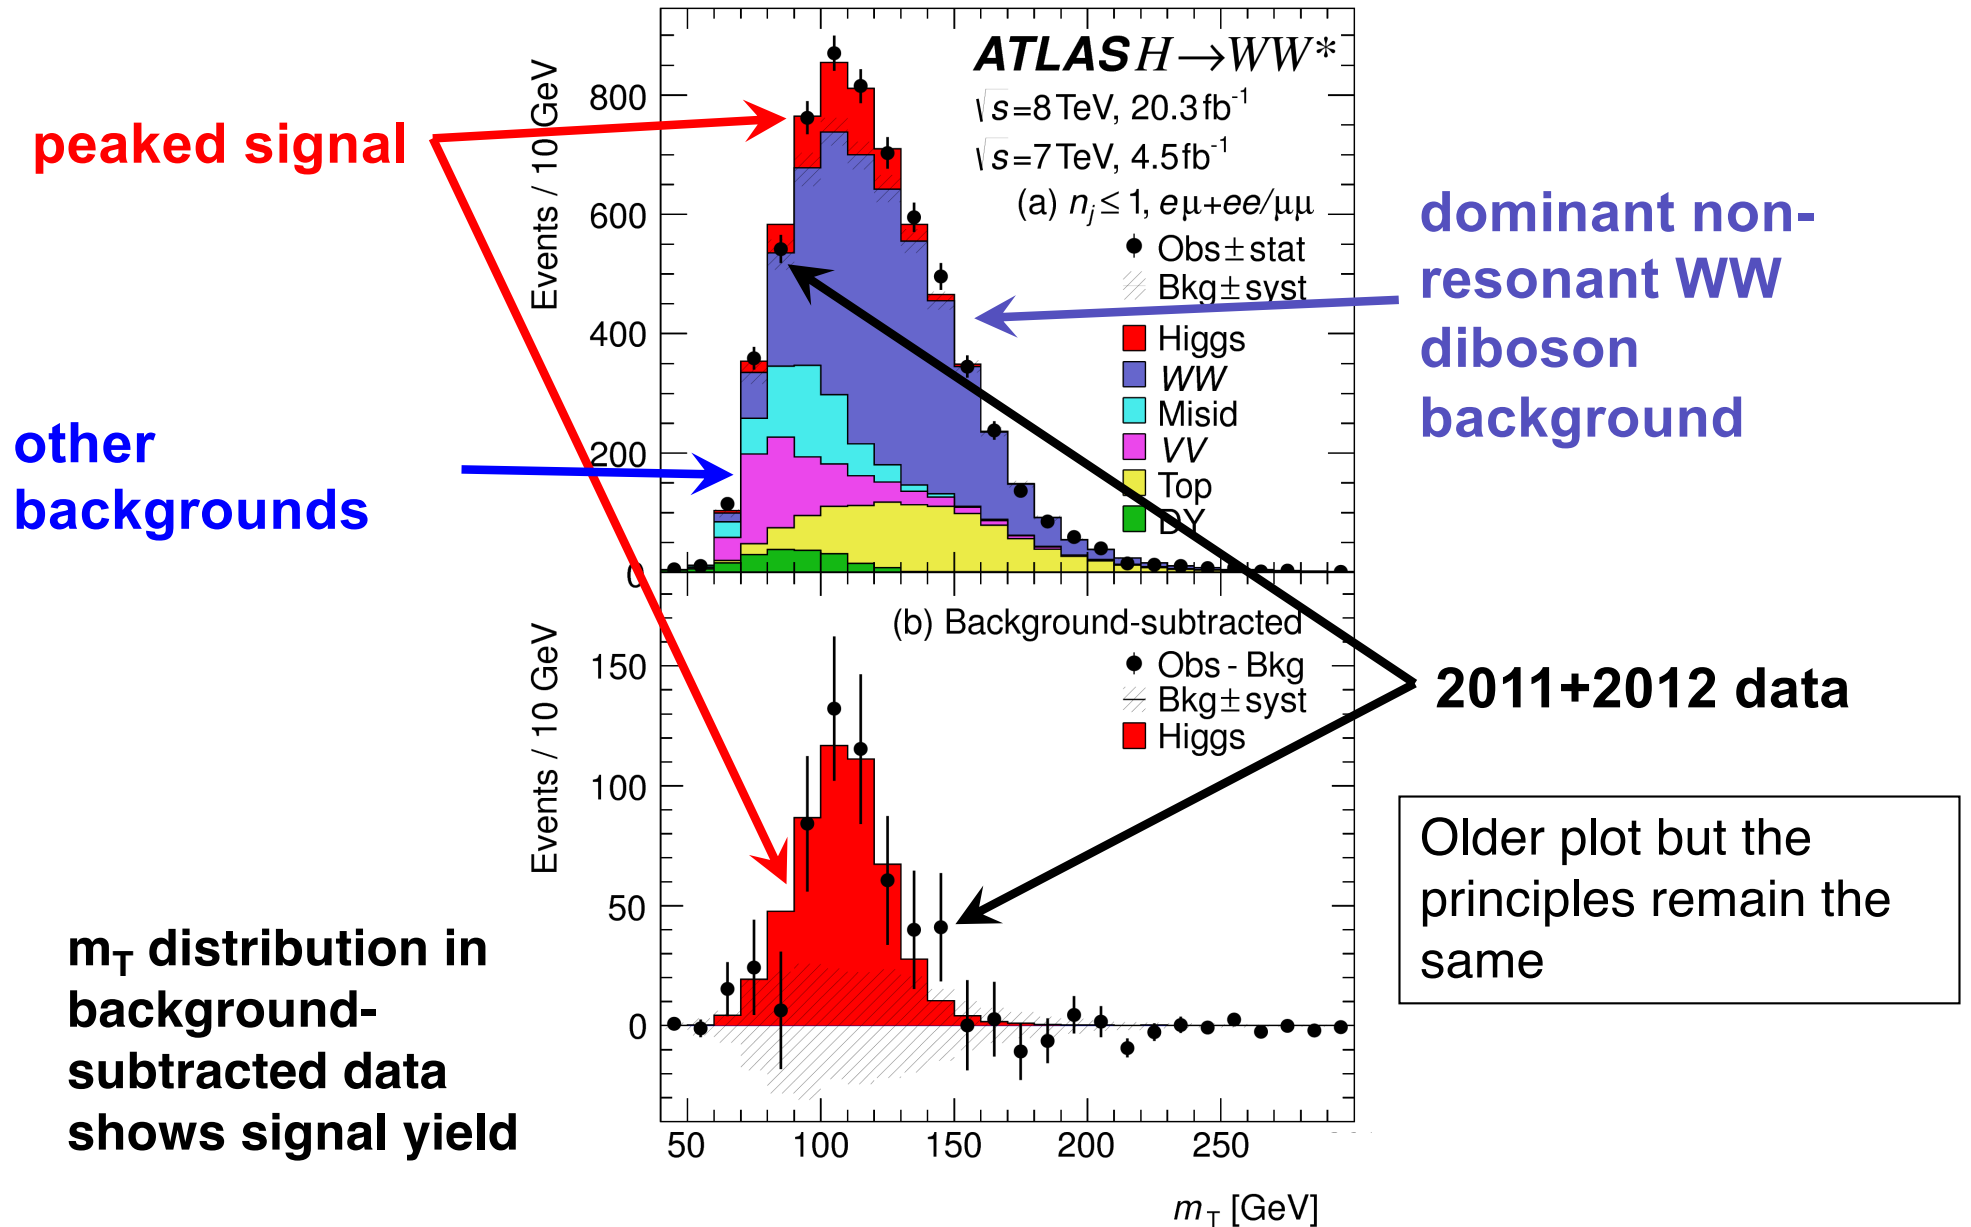 peaked signal
other
backgrounds
m_T distribution in
background-
subtracted data
shows signal yield
Events / 10 GeV
800
600
400
200
0
ATLAS H→WW*
√s=8 TeV, 20.3 fb⁻¹
√s=7 TeV, 4.5 fb⁻¹
(a) n_j ≤ 1, eμ+ee/μμ
Obs ± stat
Bkg ± syst
Higgs
WW
Misid
VV
Top
DY
Events / 10 GeV
150
100
50
0
(b) Background-subtracted
Obs - Bkg
Bkg ± syst
Higgs
50 100 150 200 250
m_T [GeV]
dominant non-
resonant WW
diboson
background
2011+2012 data
Older plot but the
principles remain the
same